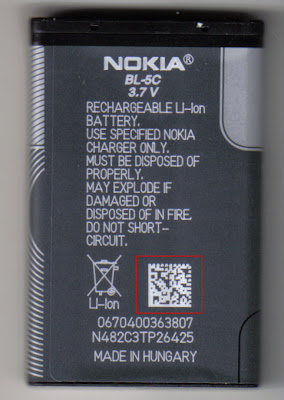 NOKIA®
BL-5C
3.7 V
RECHARGEABLE Li-Ion
BATTERY.
USE SPECIFIED NOKIA
CHARGER ONLY.
MUST BE DISPOSED OF
PROPERLY.
MAY EXPLODE IF
DAMAGED OR
DISPOSED OF IN FIRE.
DO NOT SHORT-
CIRCUIT.
Li-Ion
0670400363807
N482C3TP26425
MADE IN HUNGARY